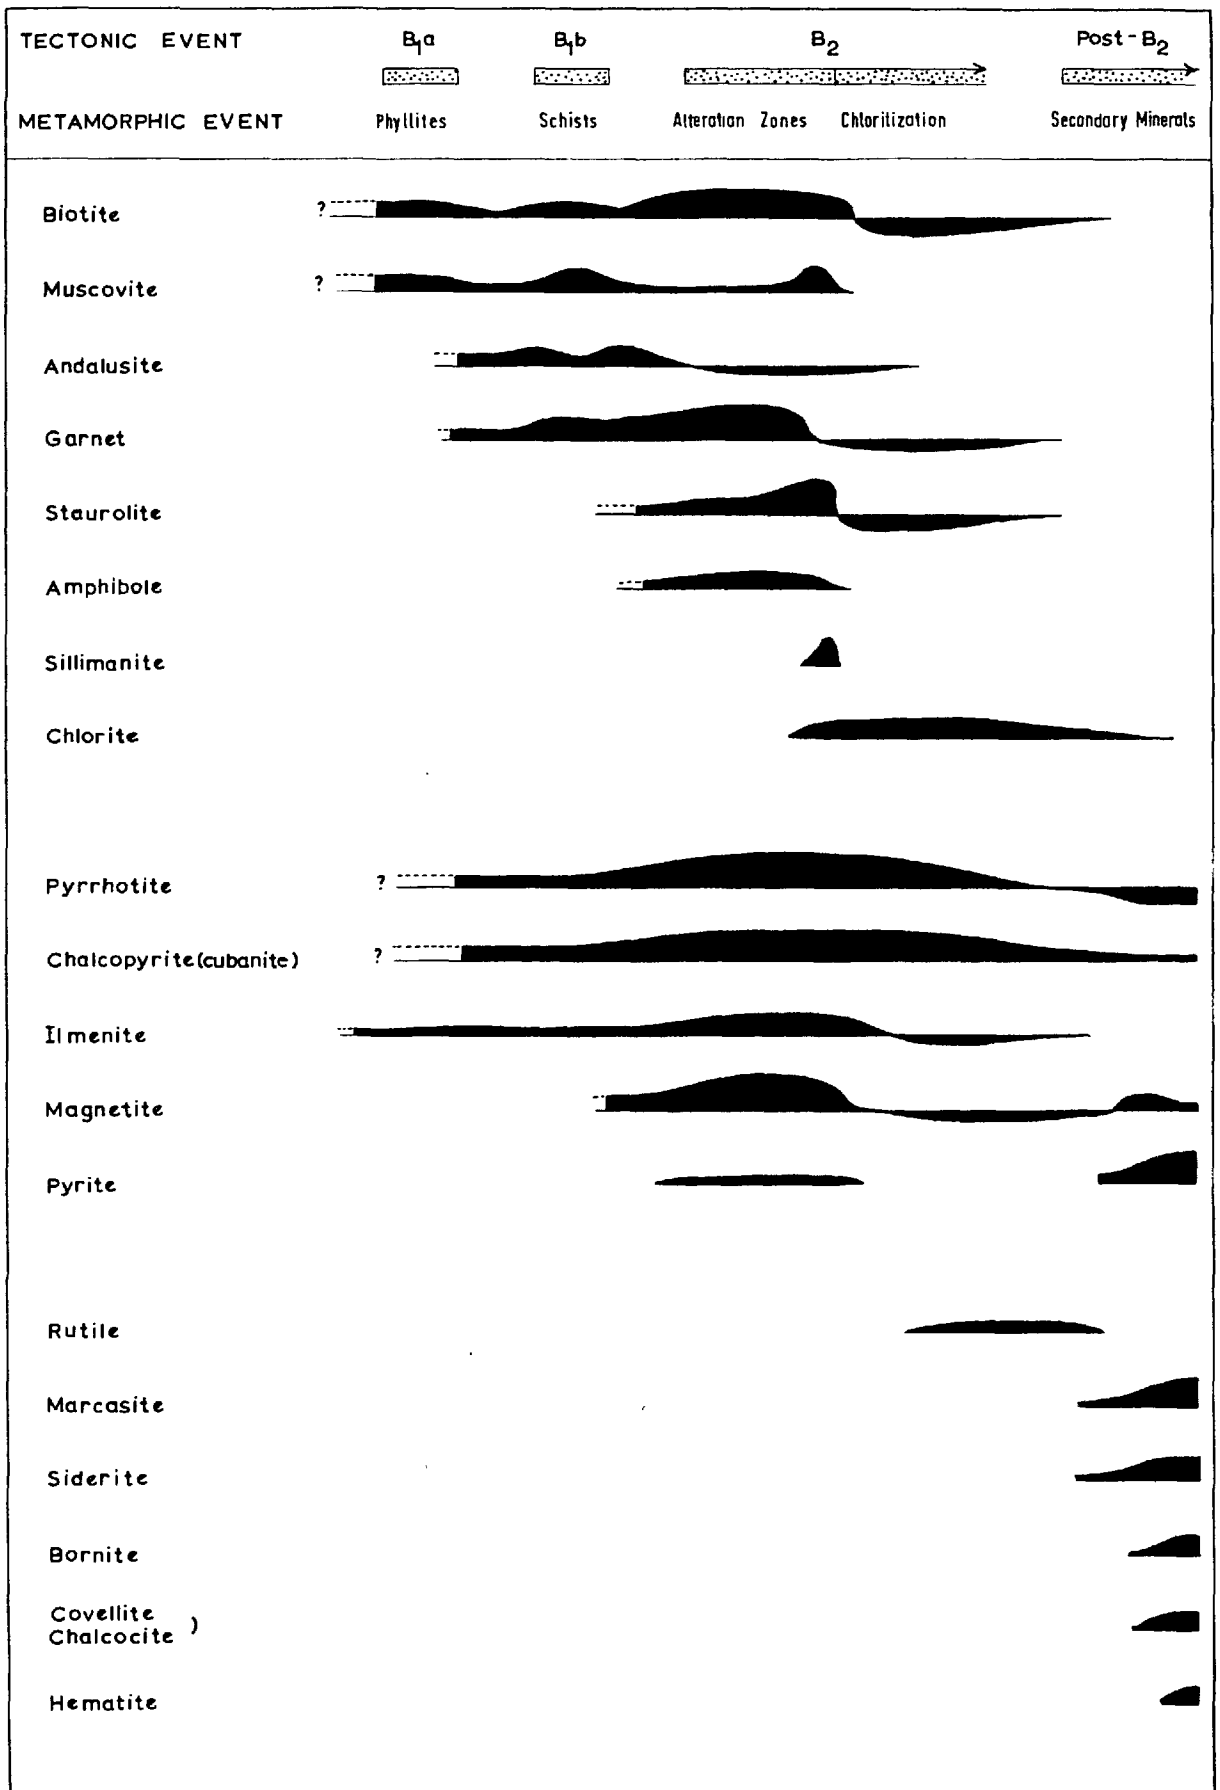 TECTONIC EVENT B1a B1b B2 Post-B2
METAMORPHIC EVENT Phyllites Schists Alteration Zones Chlorilization Secondary Minerals
Biotite ?
Muscovite ?
Andalusite
Garnet
Staurolite
Amphibole
Sillimanite
Chlorite
Pyrrhotite ?
Chalcopyrite(cubanite) ?
Ilmenite
Magnetite
Pyrite
Rutile
Marcasite
Siderite
Bornite
Covellite
Chalcocite )
Hematite